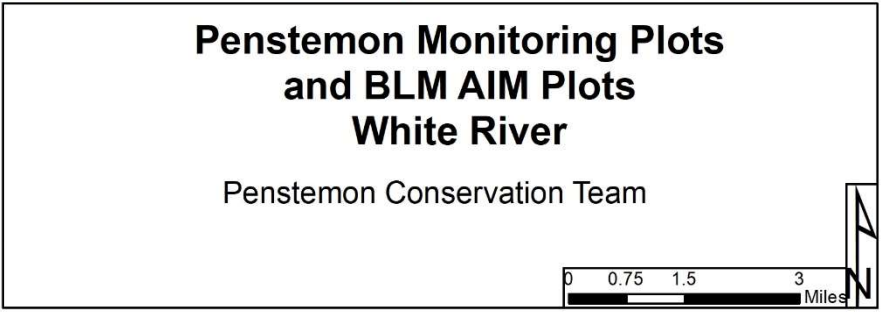 Penstemon Monitoring Plots
and BLM AIM Plots
White River
Penstemon Conservation Team
0 0.75 1.5 3
Miles
N